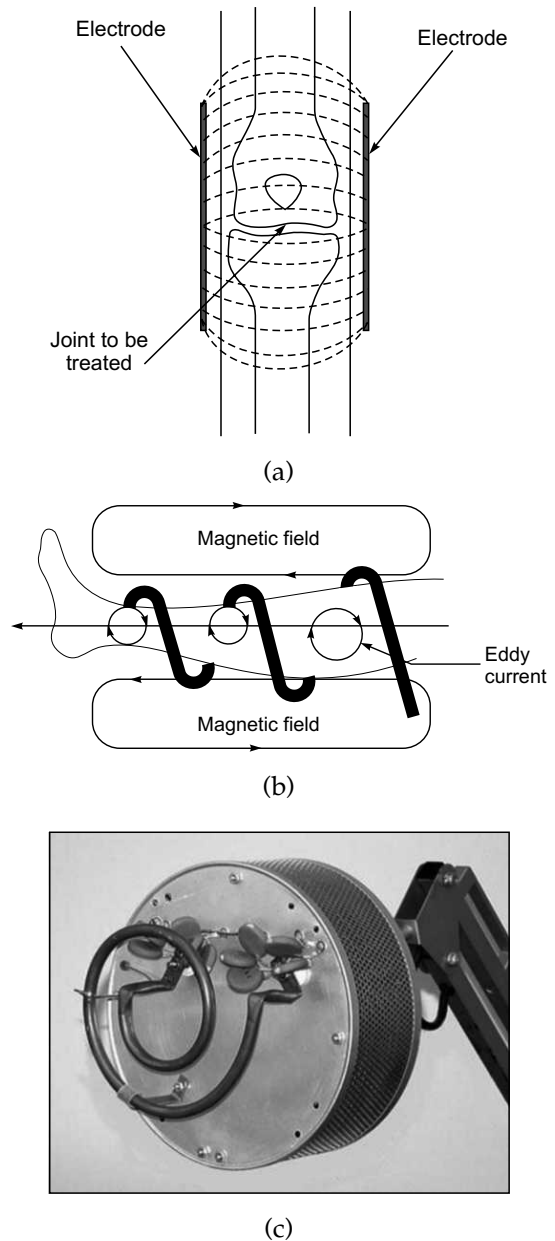 Electrode
Electrode
Joint to be
treated
(a)
Magnetic field
Eddy
current
Magnetic field
(b)
(c)